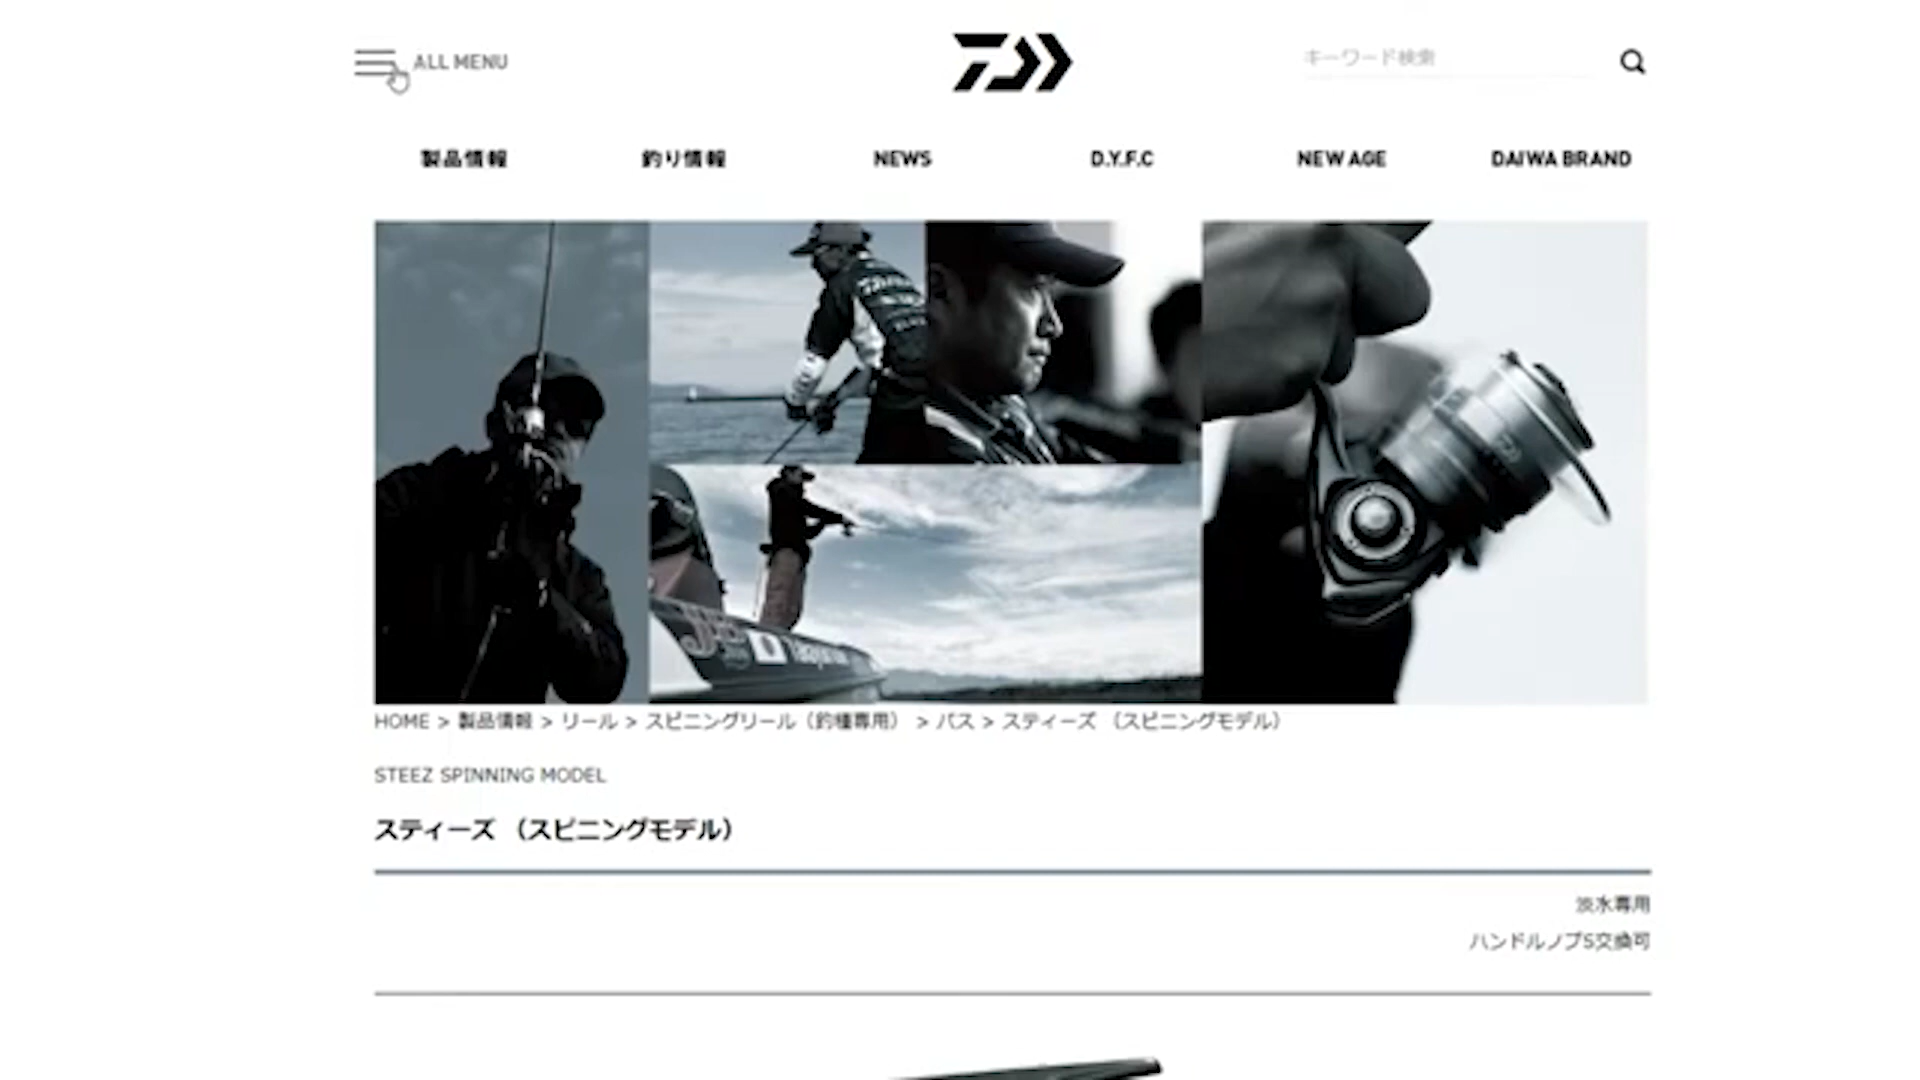 ALL MENU
キーワード検索
製品情報 釣り情報 NEWS D.Y.F.C NEW AGE DAIWA BRAND
HOME > 製品情報 > リール > スピニングリール（釣種専用） > バス > スティーズ （スピニングモデル）
STEEZ SPINNING MODEL
スティーズ （スピニングモデル）
淡水専用
ハンドルノブS交換可